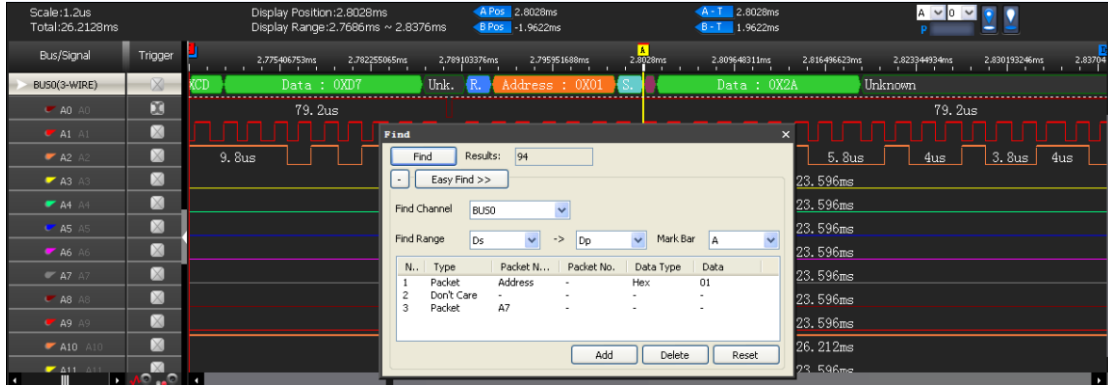 Scale:1.2us Display Position:2.8028ms A Pos 2.8028ms A - T 2.8028ms A 0
Total:26.2128ms Display Range:2.7686ms ~ 2.8376ms B Pos -1.9622ms B - T 1.9622ms P
Bus/Signal Trigger 2.775406753ms 2.782255065ms 2.789103376ms 2.795951688ms A 2.8028ms 2.809648311ms 2.816496623ms 2.823344934ms 2.830193246ms 2.83704
BUS0(3-WIRE) XCD Data : 0XD7 Unk. R. Address : 0X01 S. Data : 0X2A Unknown
A0 A0 79.2us 79.2us
A1 A1
A2 A2 9.8us 5.8us 4us 3.8us 4us
A3 A3 23.596ms
A4 A4 23.596ms
A5 A5 23.596ms
A6 A6 23.596ms
A7 A7 23.596ms
A8 A8 23.596ms
A9 A9 23.596ms
A10 A10 26.212ms
A11 A11 23.596ms
Find x
Find Results: 94
- Easy Find >>
Find Channel BUS0
Find Range Ds -> Dp Mark Bar A
N.. Type Packet N... Packet No. Data Type Data
1 Packet Address - Hex 01
2 Don't Care - - - -
3 Packet A7 - - -
Add Delete Reset